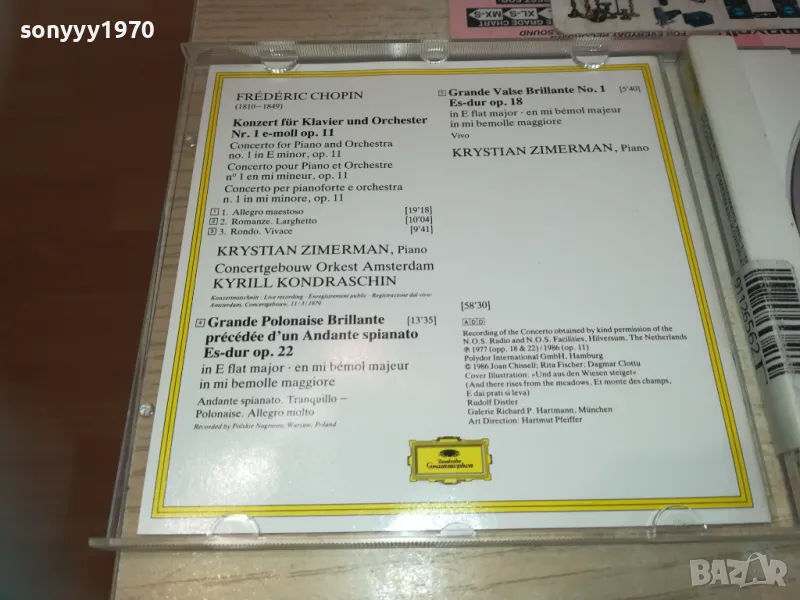 sonyyy1970
GRADE CHART
XL-S MX-S
FOR EVERYDAY
SOUND
FRÉDÉRIC CHOPIN
(1810–1849)
Konzert für Klavier und Orchester
Nr. 1 e-moll op. 11
Concerto for Piano and Orchestra
no. 1 in E minor, op. 11
Concerto pour Piano et Orchestre
n° 1 en mi mineur, op. 11
Concerto per pianoforte e orchestra
n. 1 in mi minore, op. 11
1 1. Allegro maestoso [19'18]
2 2. Romanze. Larghetto [10'04]
3 3. Rondo. Vivace [9'41]
KRYSTIAN ZIMERMAN, Piano
Concertgebouw Orkest Amsterdam
KYRILL KONDRASCHIN
Konzertmitschnitt · Live recording · Enregistrement public · Registrazione dal vivo:
Amsterdam, Concertgebouw, 11/3/1979
4 Grande Polonaise Brillante [13'35]
précédée d'un Andante spianato
Es-dur op. 22
in E flat major · en mi bémol majeur
in mi bemolle maggiore
Andante spianato. Tranquillo –
Polonaise. Allegro molto
Recorded by Polskie Nagrania, Warsaw, Poland
5 Grande Valse Brillante No. 1 [5'40]
Es-dur op. 18
in E flat major · en mi bémol majeur
in mi bemolle maggiore
Vivo
KRYSTIAN ZIMERMAN, Piano
[58'30]
ADD
Recording of the Concerto obtained by kind permission of the
N.O.S. Radio and N.O.S. Facilities, Hilversum, The Netherlands
℗ 1977 (opp. 18 & 22) / 1986 (op. 11)
Polydor International GmbH, Hamburg
© 1986 Joan Chissell; Rita Fischer; Dagmar Clottu
Cover Illustration: »Und aus den Wiesen steiget«
(And there rises from the meadows, Et monte des champs,
E dai prati si leva)
Rudolf Distler
Galerie Richard P. Hartmann, München
Art Direction: Hartmut Pfeiffer
Deutsche
Grammophon
BAZAR